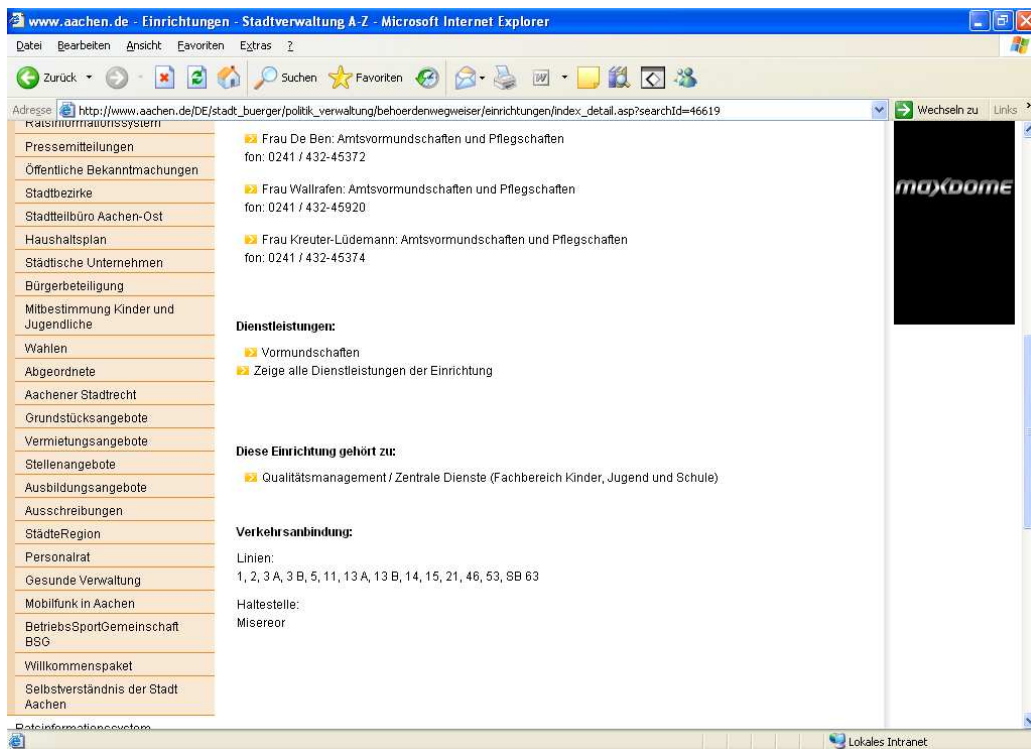 www.aachen.de - Einrichtungen - Stadtverwaltung A-Z - Microsoft Internet Explorer
Datei Bearbeiten Ansicht Favoriten Extras ?
Zurück Suchen Favoriten
Adresse http://www.aachen.de/DE/stadt_buerger/politik_verwaltung/behoerdenwegweiser/einrichtungen/index_detail.asp?searchId=46619 Wechseln zu Links
Ratsinformationssystem
Pressemitteilungen
Öffentliche Bekanntmachungen
Stadtbezirke
Stadtteilbüro Aachen-Ost
Haushaltsplan
Städtische Unternehmen
Bürgerbeteiligung
Mitbestimmung Kinder und
Jugendliche
Wahlen
Abgeordnete
Aachener Stadtrecht
Grundstücksangebote
Vermietungsangebote
Stellenangebote
Ausbildungsangebote
Ausschreibungen
StädteRegion
Personalrat
Gesunde Verwaltung
Mobilfunk in Aachen
BetriebsSportGemeinschaft
BSG
Willkommenspaket
Selbstverständnis der Stadt
Aachen
Ratsinformationssystem
Frau De Ben: Amtsvormundschaften und Pflegschaften
fon: 0241 / 432-45372
Frau Wallrafen: Amtsvormundschaften und Pflegschaften
fon: 0241 / 432-45920
Frau Kreuter-Lüdemann: Amtsvormundschaften und Pflegschaften
fon: 0241 / 432-45374
Dienstleistungen:
Vormundschaften
Zeige alle Dienstleistungen der Einrichtung
Diese Einrichtung gehört zu:
Qualitätsmanagement / Zentrale Dienste (Fachbereich Kinder, Jugend und Schule)
Verkehrsanbindung:
Linien:
1, 2, 3 A, 3 B, 5, 11, 13 A, 13 B, 14, 15, 21, 46, 53, SB 63
Haltestelle:
Misereor
maxdome
Lokales Intranet